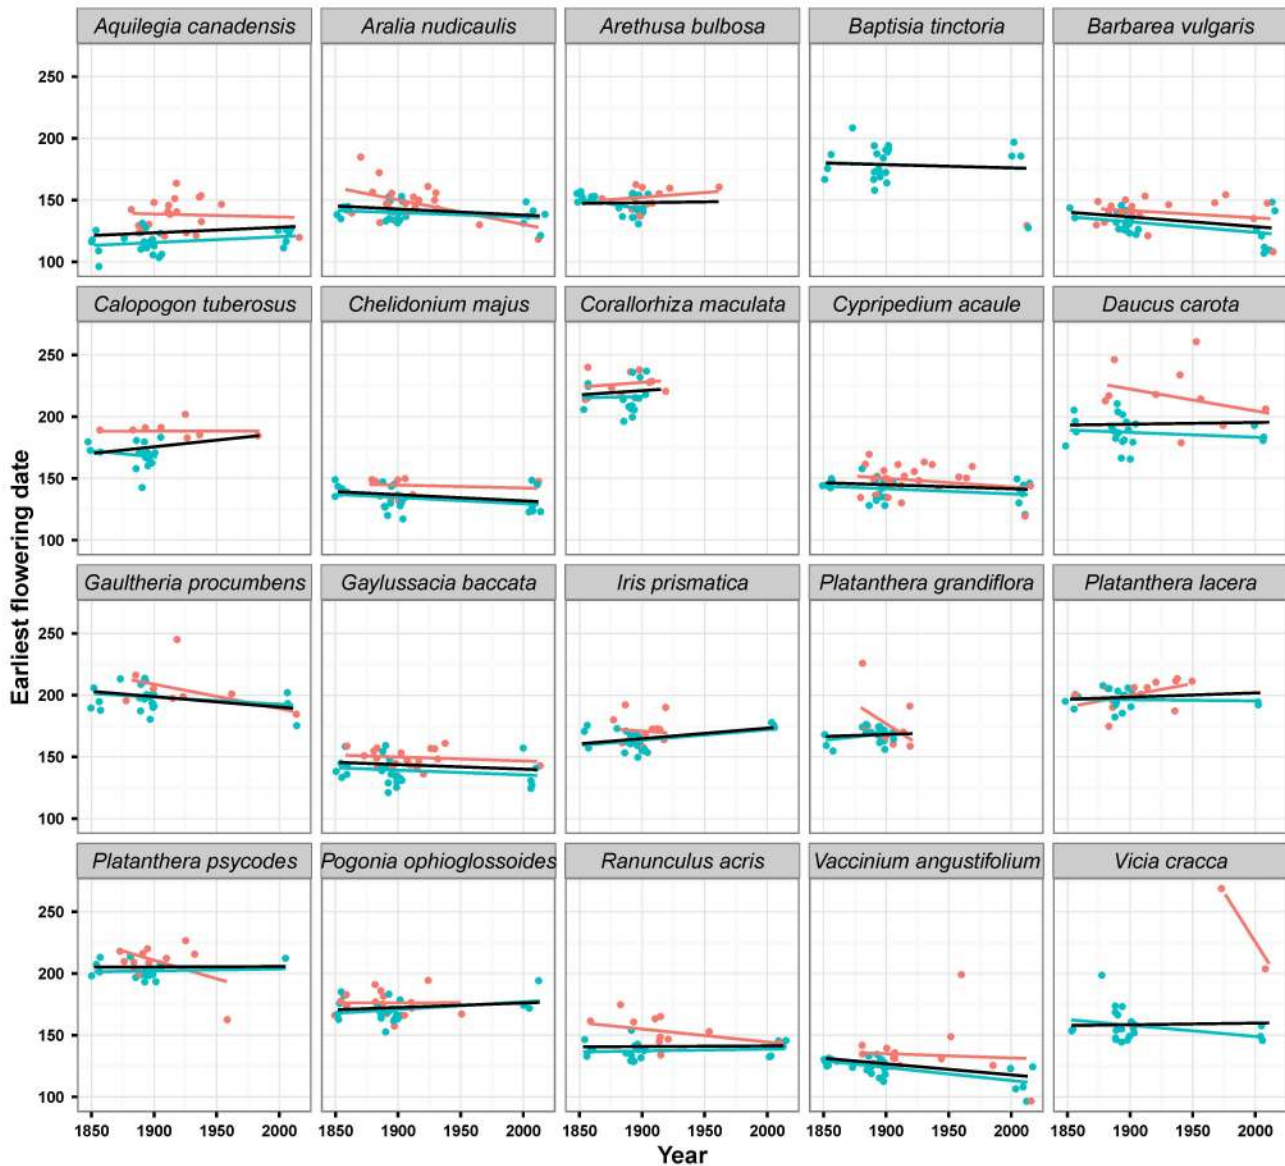 Aquilegia canadensis Aralia nudicaulis Arethusa bulbosa Baptisia tinctoria Barbarea vulgaris
250
200
150
100
Calopogon tuberosus Chelidonium majus Corallorhiza maculata Cypripedium acaule Daucus carota
250
200
150
100
Earliest flowering date
Gaultheria procumbens Gaylussacia baccata Iris prismatica Platanthera grandiflora Platanthera lacera
250
200
150
100
Platanthera psycodes Pogonia ophioglossoides Ranunculus acris Vaccinium angustifolium Vicia cracca
250
200
150
100
1850 1900 1950 2000 1850 1900 1950 2000 1850 1900 1950 2000 1850 1900 1950 2000 1850 1900 1950 2000
Year